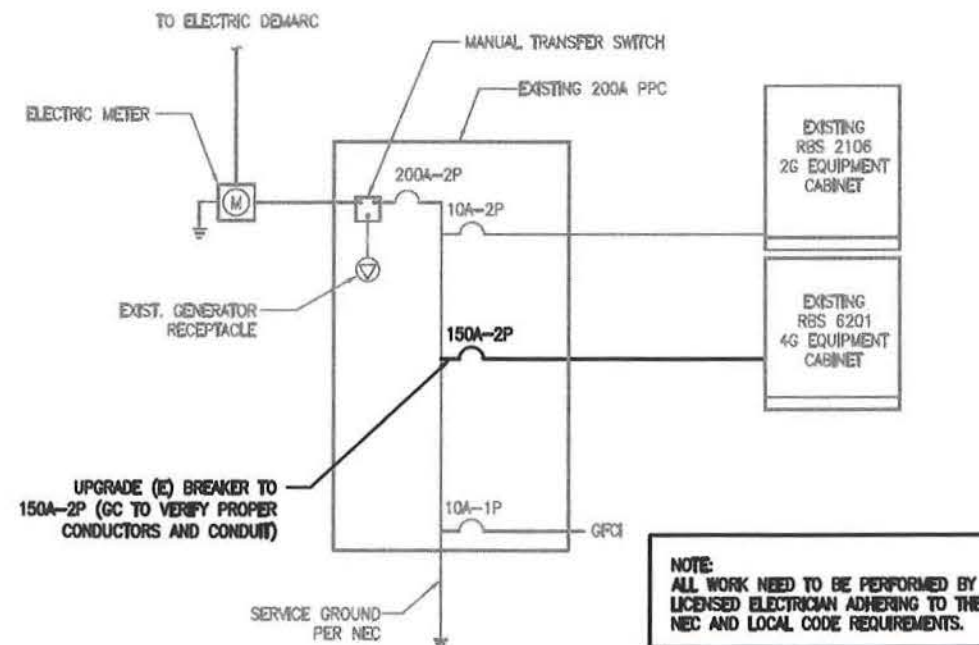 TO ELECTRIC DEMARC
MANUAL TRANSFER SWITCH
EXISTING 200A PPC
ELECTRIC METER
M
200A-2P
10A-2P
EXISTING
RBS 2106
2G EQUIPMENT
CABINET
EXIST. GENERATOR
RECEPTACLE
150A-2P
EXISTING
RBS 6201
4G EQUIPMENT
CABINET
UPGRADE (E) BREAKER TO
150A-2P (GC TO VERIFY PROPER
CONDUCTORS AND CONDUIT)
10A-1P
GFCI
SERVICE GROUND
PER NEC
NOTE:
ALL WORK NEED TO BE PERFORMED BY
LICENSED ELECTRICIAN ADHERING TO THE
NEC AND LOCAL CODE REQUIREMENTS.